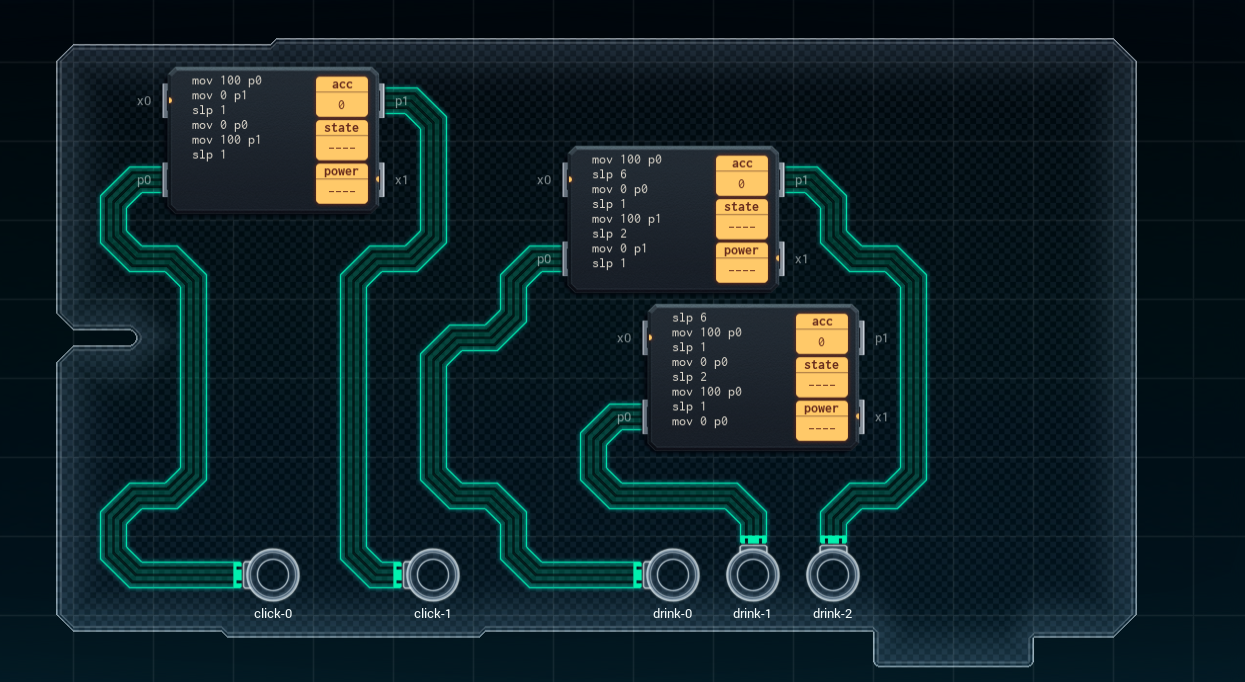 x0
mov 100 p0
mov 0 p1
slp 1
mov 0 p0
mov 100 p1
slp 1
acc
0
state
----
power
----
p1
p0
x1
x0
mov 100 p0
slp 6
mov 0 p0
slp 1
mov 100 p1
slp 2
mov 0 p1
slp 1
acc
0
state
----
power
----
p1
p0
x1
x0
slp 6
mov 100 p0
slp 1
mov 0 p0
slp 2
mov 100 p0
slp 1
mov 0 p0
acc
0
state
----
power
----
p1
p0
x1
click-0
click-1
drink-0
drink-1
drink-2